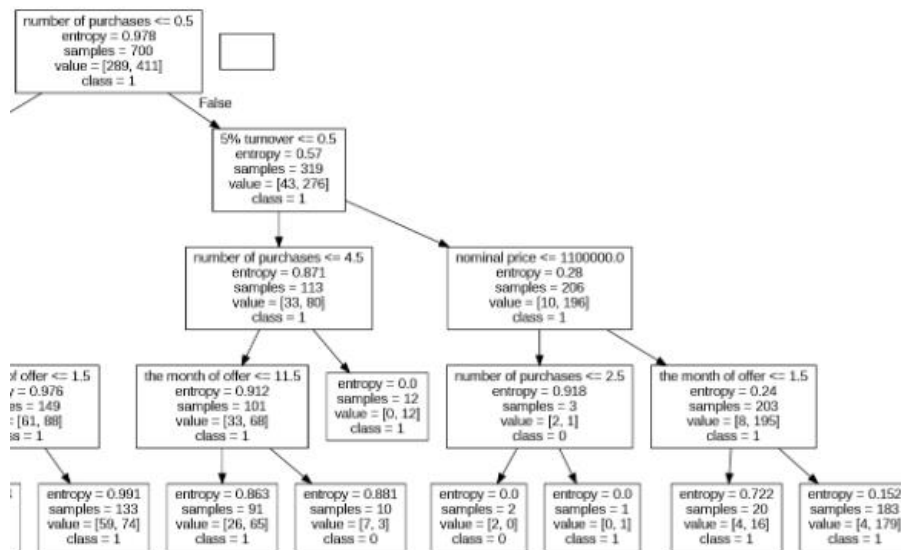 number of purchases <= 0.5
entropy = 0.978
samples = 700
value = [289, 411]
class = 1
False
5% turnover <= 0.5
entropy = 0.57
samples = 319
value = [43, 276]
class = 1
number of purchases <= 4.5
entropy = 0.871
samples = 113
value = [33, 80]
class = 1
nominal price <= 1100000.0
entropy = 0.28
samples = 206
value = [10, 196]
class = 1
of offer <= 1.5
= 0.976
= 149
[61, 88]
= 1
the month of offer <= 11.5
entropy = 0.912
samples = 101
value = [33, 68]
class = 1
entropy = 0.0
samples = 12
value = [0, 12]
class = 1
number of purchases <= 2.5
entropy = 0.918
samples = 3
value = [2, 1]
class = 0
the month of offer <= 1.5
entropy = 0.24
samples = 203
value = [8, 195]
class = 1
entropy = 0.991
samples = 133
value = [59, 74]
class = 1
entropy = 0.863
samples = 91
value = [26, 65]
class = 1
entropy = 0.881
samples = 10
value = [7, 3]
class = 0
entropy = 0.0
samples = 2
value = [2, 0]
class = 0
entropy = 0.0
samples = 1
value = [0, 1]
class = 1
entropy = 0.722
samples = 20
value = [4, 16]
class = 1
entropy = 0.152
samples = 183
value = [4, 179]
class = 1